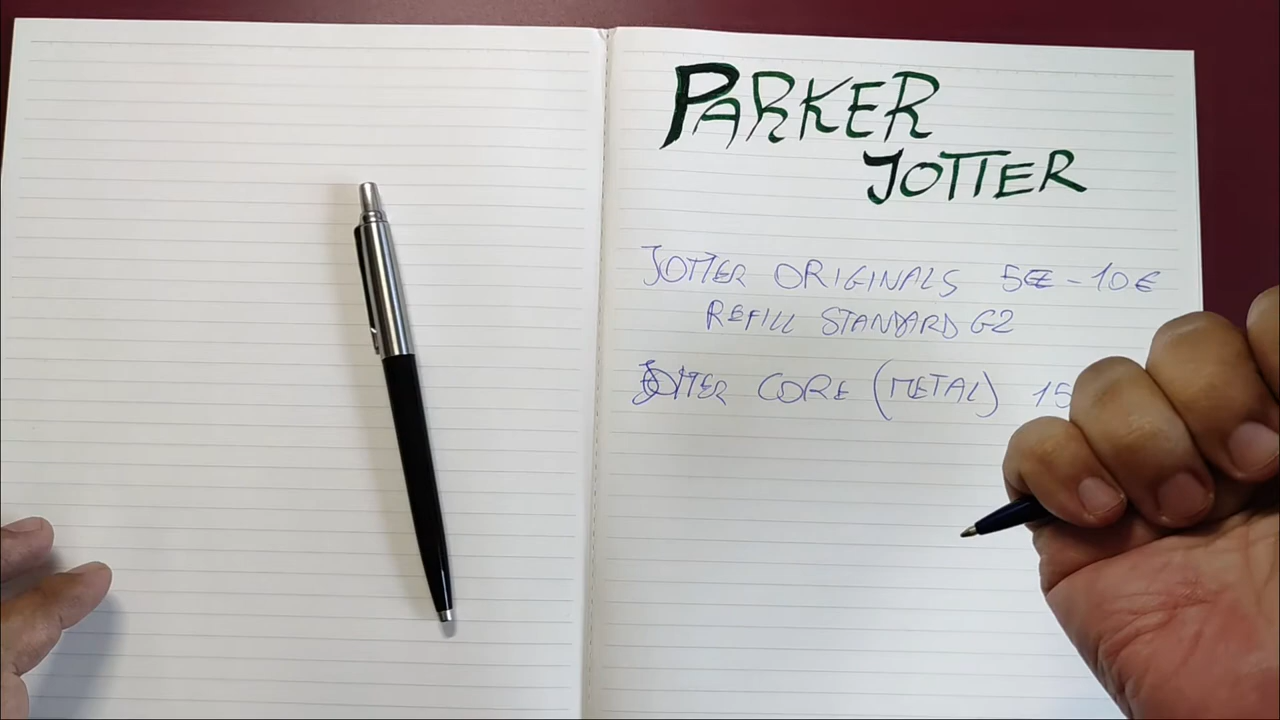 PARKER
JOTTER
JOTTER ORIGINALS 5€ - 10€
REFILL STANDARD G2
JOTTER CORE (METAL) 15